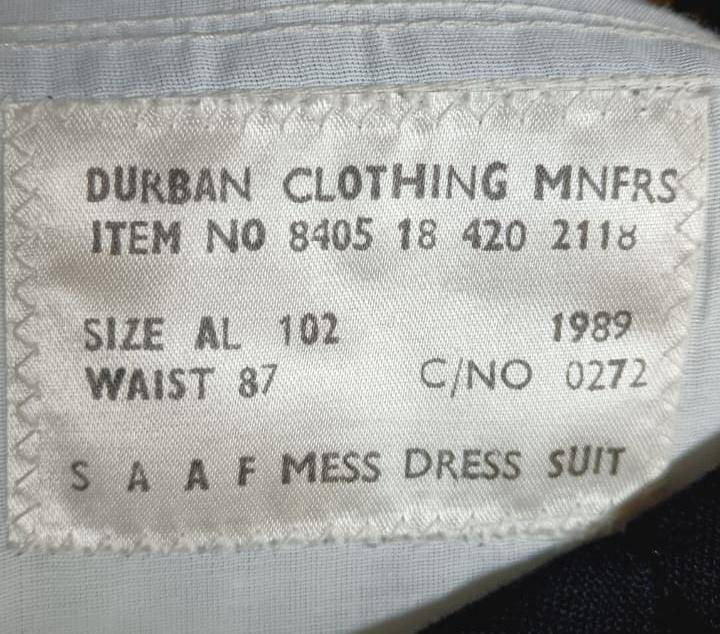 DURBAN CLOTHING MNFRS
ITEM NO 8405 18 420 2118
SIZE AL 102 1989
WAIST 87 C/NO 0272
S A A F MESS DRESS SUIT